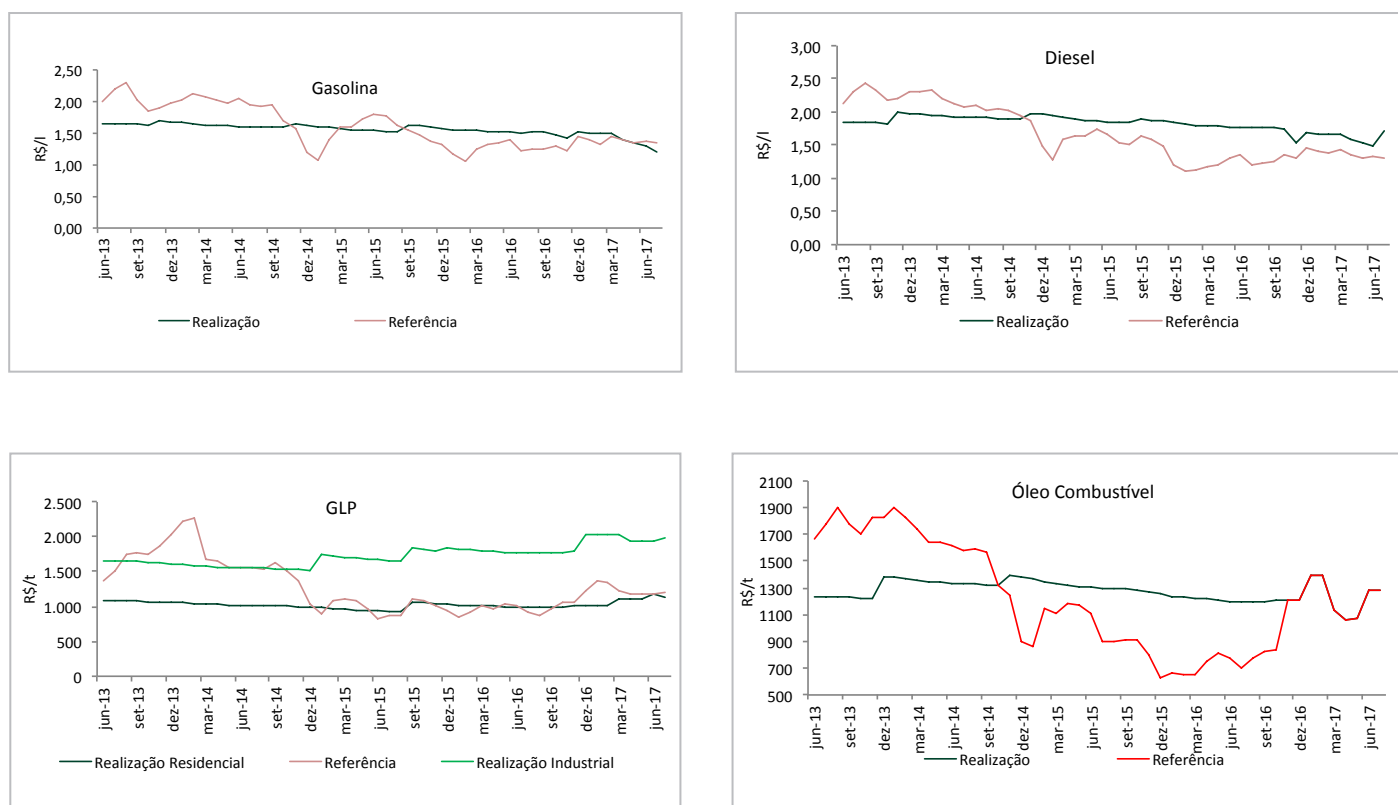 Gasolina
R$/l
2,50
2,00
1,50
1,00
0,50
0,00
jun-13
set-13
dez-13
mar-14
jun-14
set-14
dez-14
mar-15
jun-15
set-15
dez-15
mar-16
jun-16
set-16
dez-16
mar-17
jun-17
Realização Referência
Diesel
R$/l
3,00
2,50
2,00
1,50
1,00
0,50
0,00
jun-13
set-13
dez-13
mar-14
jun-14
set-14
dez-14
mar-15
jun-15
set-15
dez-15
mar-16
jun-16
set-16
dez-16
mar-17
jun-17
Realização Referência
GLP
R$/t
2.500
2.000
1.500
1.000
500
0
jun-13
set-13
dez-13
mar-14
jun-14
set-14
dez-14
mar-15
jun-15
set-15
dez-15
mar-16
jun-16
set-16
dez-16
mar-17
jun-17
Realização Residencial Referência Realização Industrial
Óleo Combustível
R$/t
2100
1900
1700
1500
1300
1100
900
700
500
jun-13
set-13
dez-13
mar-14
jun-14
set-14
dez-14
mar-15
jun-15
set-15
dez-15
mar-16
jun-16
set-16
dez-16
mar-17
jun-17
Realização Referência